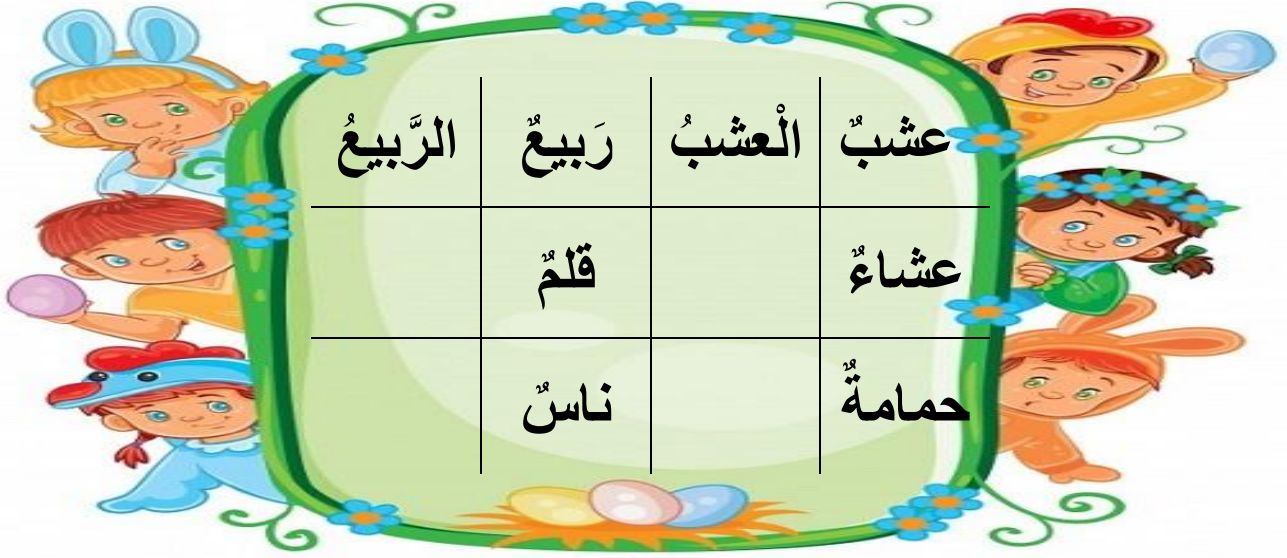 عشبٌ الْعشبُ رَبيعٌ الرَّبيعُ
عشاءٌ قلمٌ
حمامةٌ ناسٌ